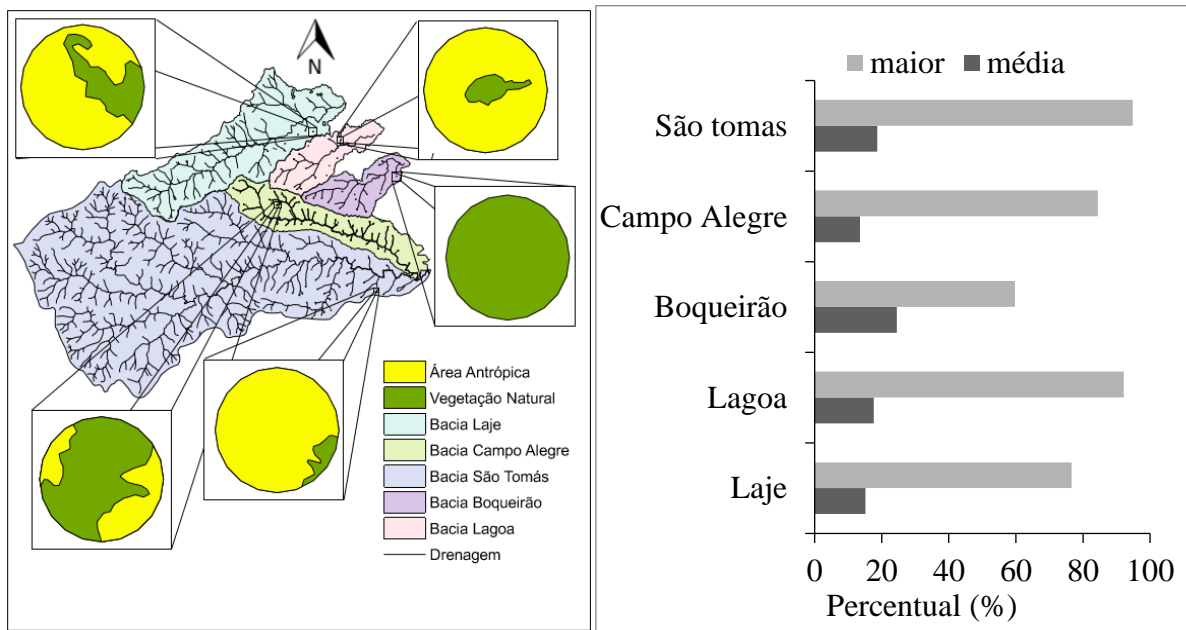 N
Área Antrópica
Vegetação Natural
Bacia Laje
Bacia Campo Alegre
Bacia São Tomás
Bacia Boqueirão
Bacia Lagoa
Drenagem
maior média
São tomas
Campo Alegre
Boqueirão
Lagoa
Laje
0 20 40 60 80 100
Percentual (%)